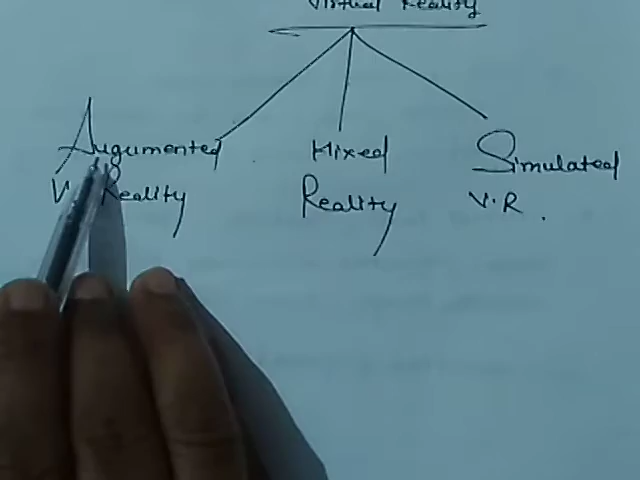 Virtual Reality
Augumented
V. Reality
Mixed
Reality
Simulated
V.R.